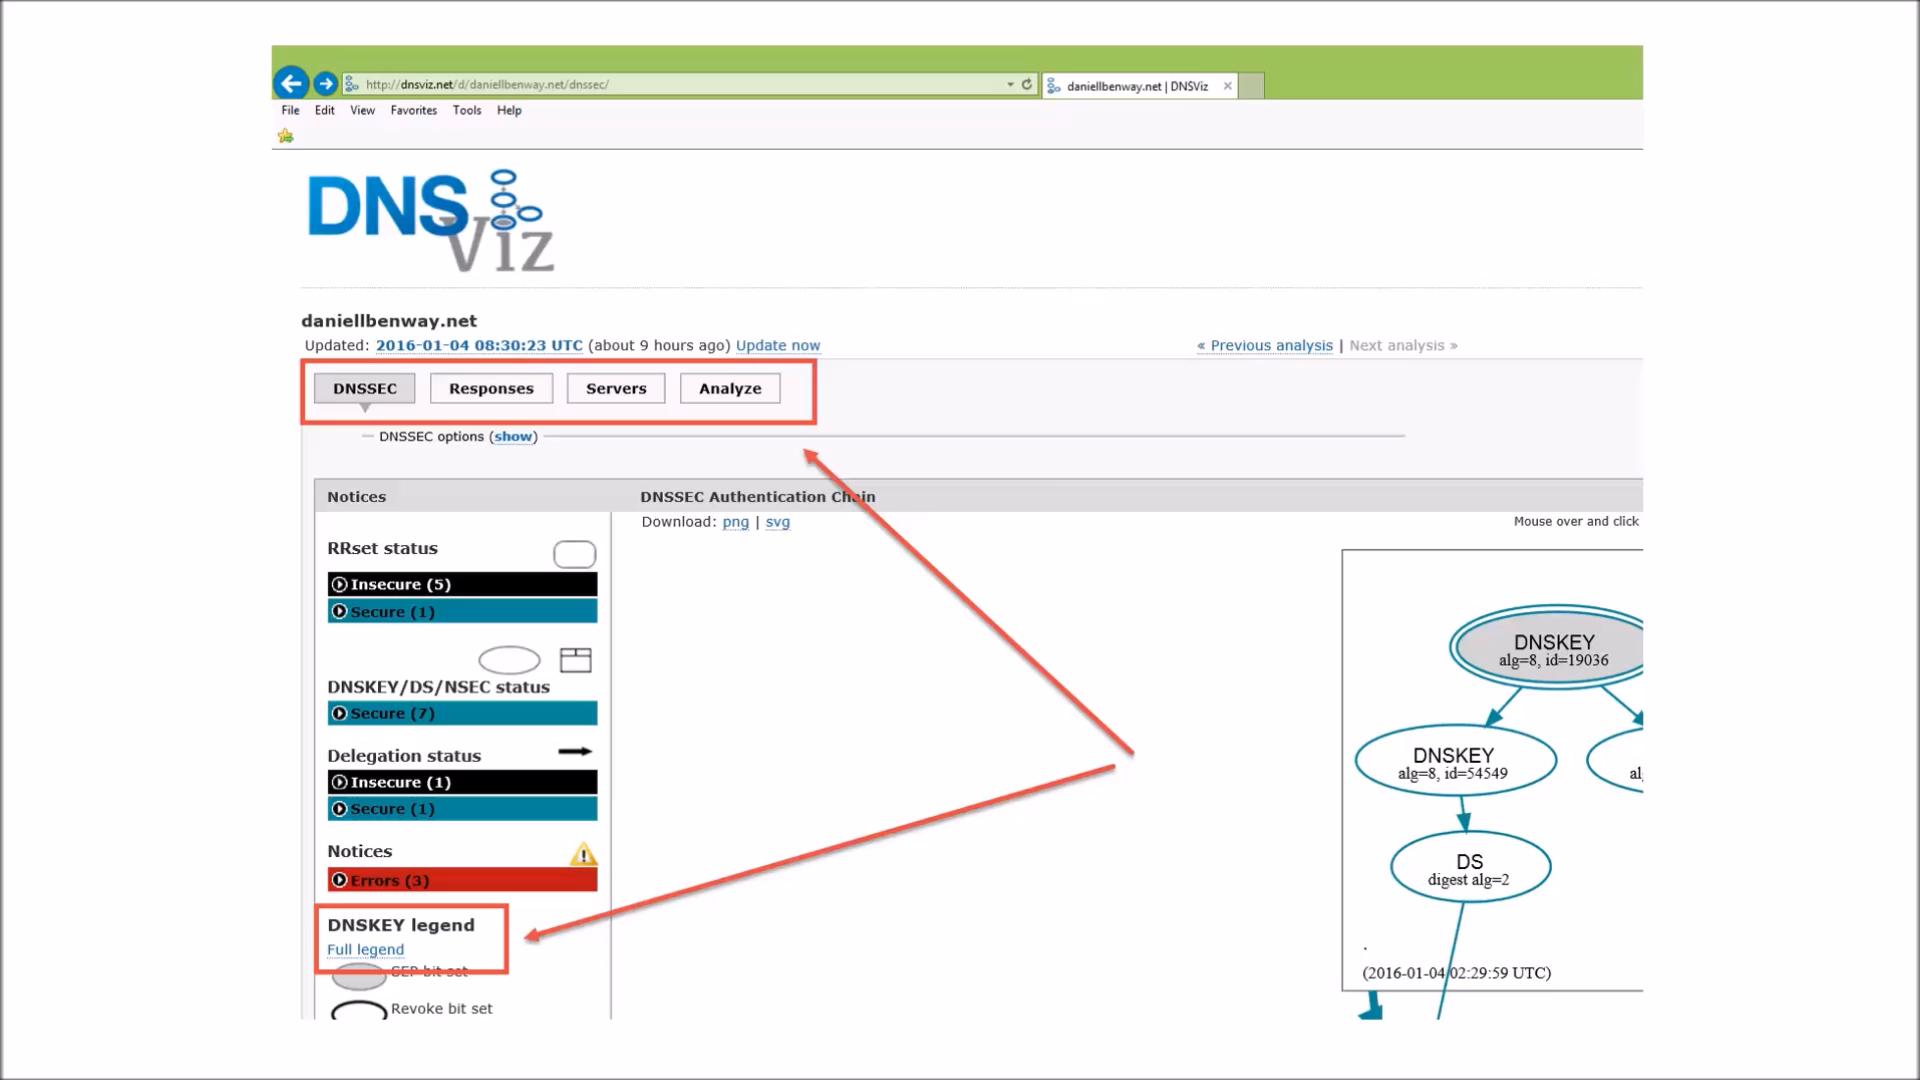 http://dnsviz.net/d/daniellbenway.net/dnssec/
daniellbenway.net | DNSViz
File Edit View Favorites Tools Help
DNS
Viz
daniellbenway.net
Updated: 2016-01-04 08:30:23 UTC (about 9 hours ago) Update now
« Previous analysis | Next analysis »
DNSSEC Responses Servers Analyze
DNSSEC options (show)
Notices
DNSSEC Authentication Chain
Download: png | svg
Mouse over and click
RRset status
Insecure (5)
Secure (1)
DNSKEY/DS/NSEC status
Secure (7)
Delegation status
Insecure (1)
Secure (1)
Notices
Errors (3)
DNSKEY legend
Full legend
SEP bit set
Revoke bit set
DNSKEY
alg=8, id=19036
DNSKEY
alg=8, id=54549
DS
digest alg=2
.
(2016-01-04 02:29:59 UTC)